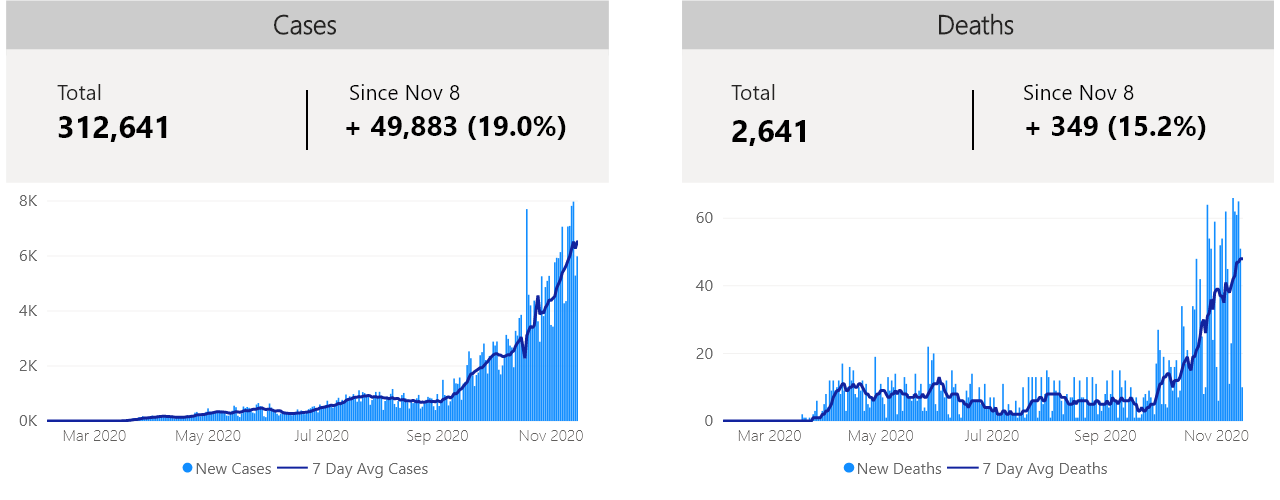 Cases
Total
312,641
Since Nov 8
+ 49,883 (19.0%)
8K
6K
4K
2K
0K
Mar 2020 May 2020 Jul 2020 Sep 2020 Nov 2020
New Cases 7 Day Avg Cases
Deaths
Total
2,641
Since Nov 8
+ 349 (15.2%)
60
40
20
0
Mar 2020 May 2020 Jul 2020 Sep 2020 Nov 2020
New Deaths 7 Day Avg Deaths